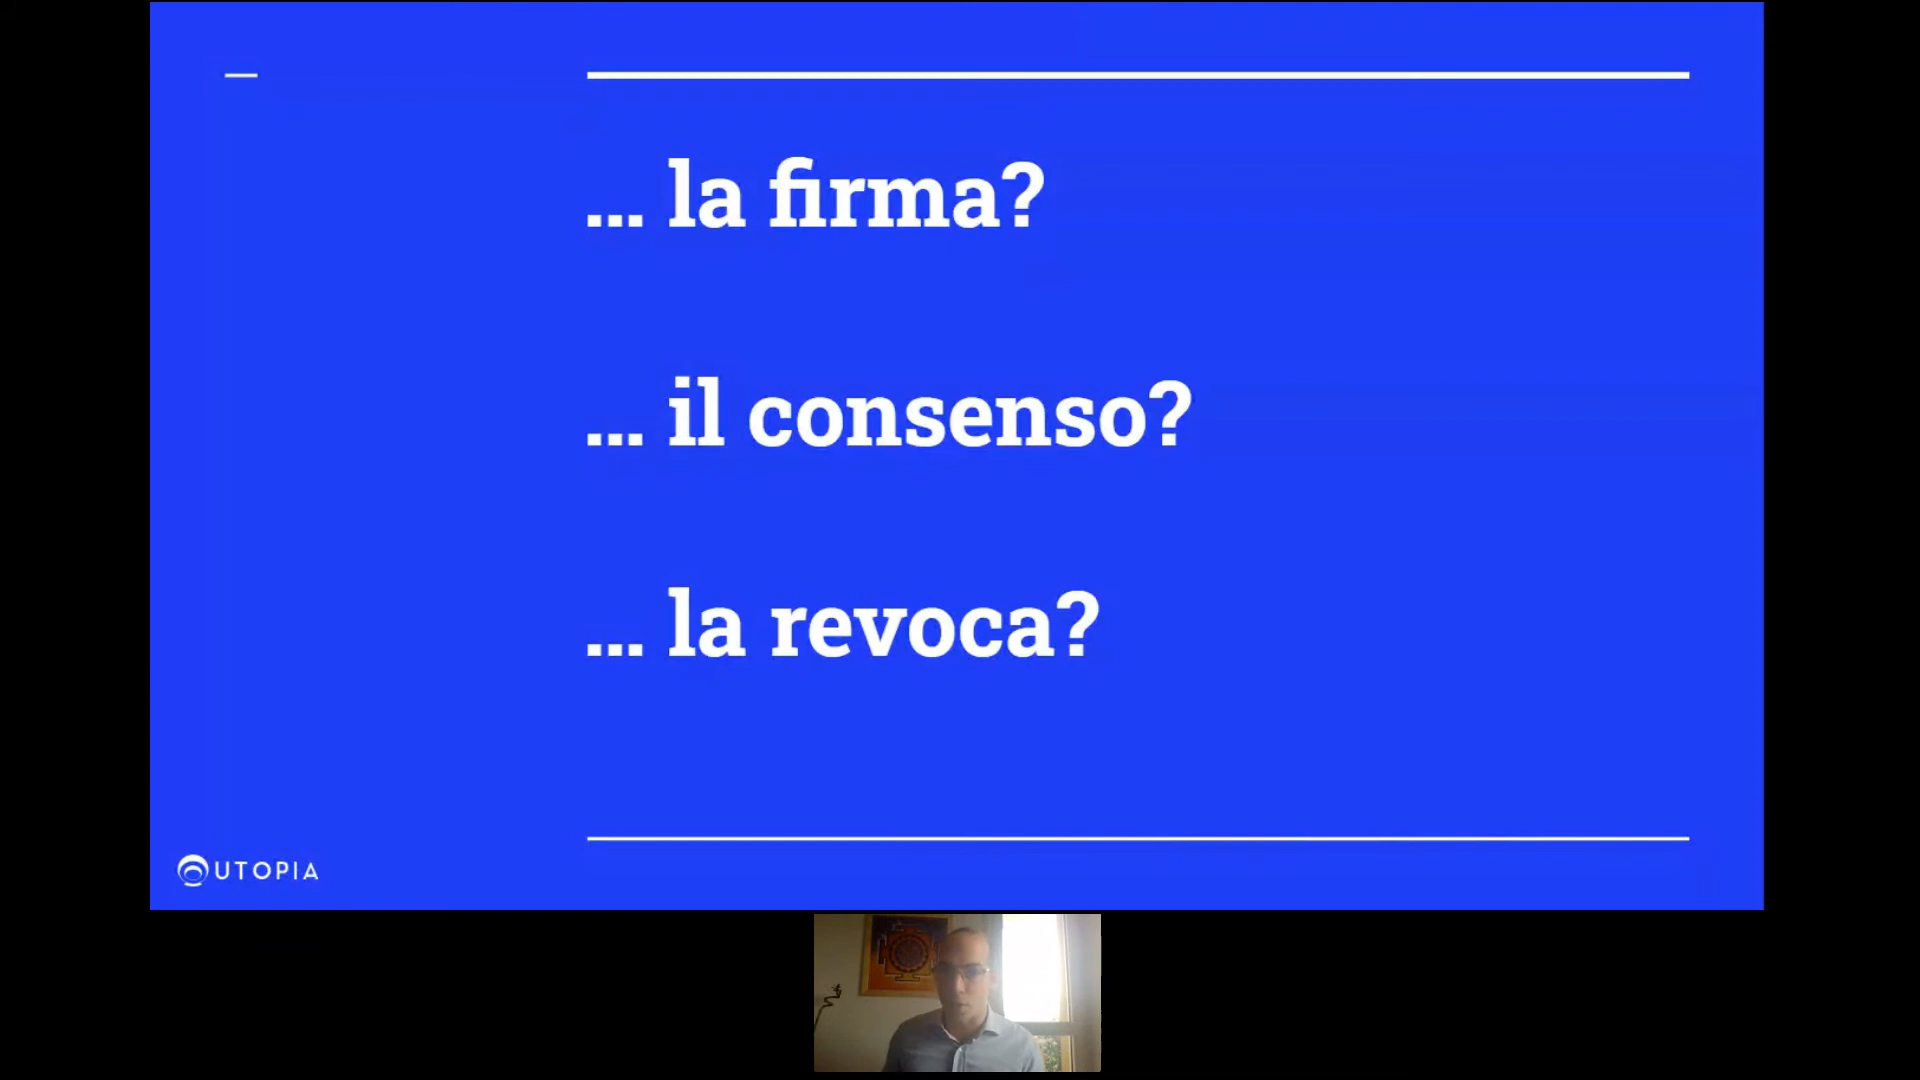 ... la firma?
... il consenso?
... la revoca?
UTOPIA